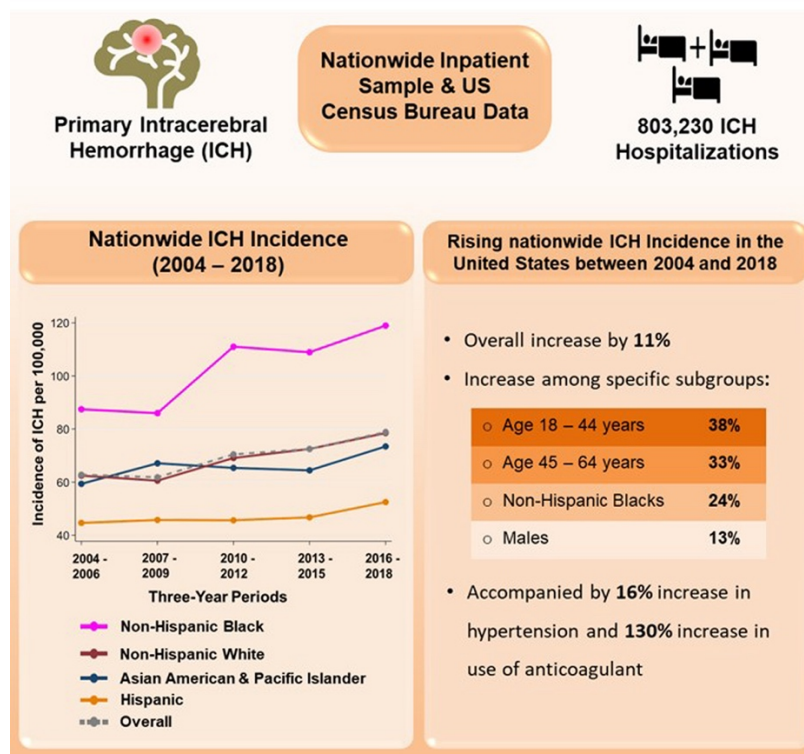 Primary Intracerebral
Hemorrhage (ICH)
Nationwide Inpatient
Sample & US
Census Bureau Data
+
803,230 ICH
Hospitalizations
Nationwide ICH Incidence
(2004 – 2018)
Incidence of ICH per 100,000
120
100
80
60
40
2004 -
2006
2007 -
2009
2010 -
2012
2013 -
2015
2016 -
2018
Three-Year Periods
Non-Hispanic Black
Non-Hispanic White
Asian American & Pacific Islander
Hispanic
Overall
Rising nationwide ICH Incidence in the
United States between 2004 and 2018
• Overall increase by 11%
• Increase among specific subgroups:
o Age 18 – 44 years 38%
o Age 45 – 64 years 33%
o Non-Hispanic Blacks 24%
o Males 13%
• Accompanied by 16% increase in
hypertension and 130% increase in
use of anticoagulant